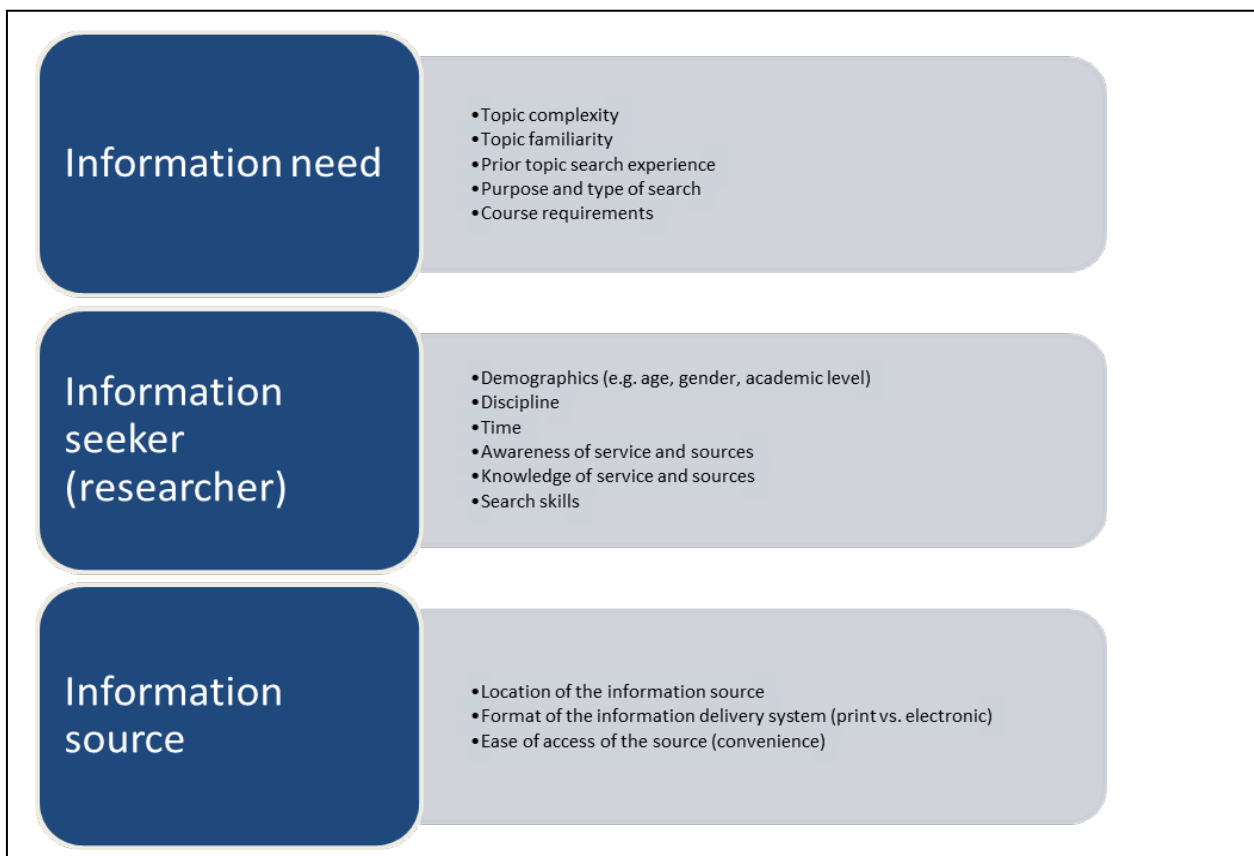 Information need
•Topic complexity
•Topic familiarity
•Prior topic search experience
•Purpose and type of search
•Course requirements
Information
seeker
(researcher)
•Demographics (e.g. age, gender, academic level)
•Discipline
•Time
•Awareness of service and sources
•Knowledge of service and sources
•Search skills
Information
source
•Location of the information source
•Format of the information delivery system (print vs. electronic)
•Ease of access of the source (convenience)